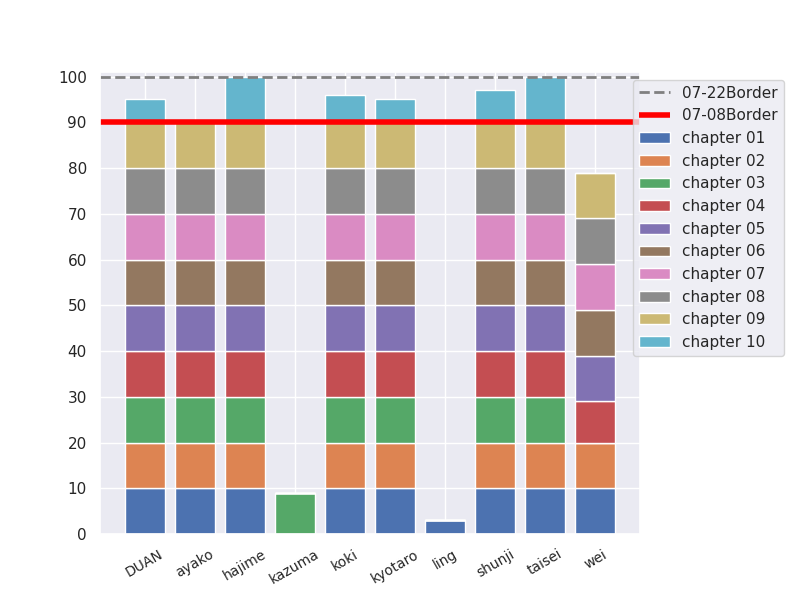 100
90
80
70
60
50
40
30
20
10
0
DUAN
ayako
hajime
kazuma
koki
kyotaro
ling
shunji
taisei
wei
07-22Border
07-08Border
chapter 01
chapter 02
chapter 03
chapter 04
chapter 05
chapter 06
chapter 07
chapter 08
chapter 09
chapter 10